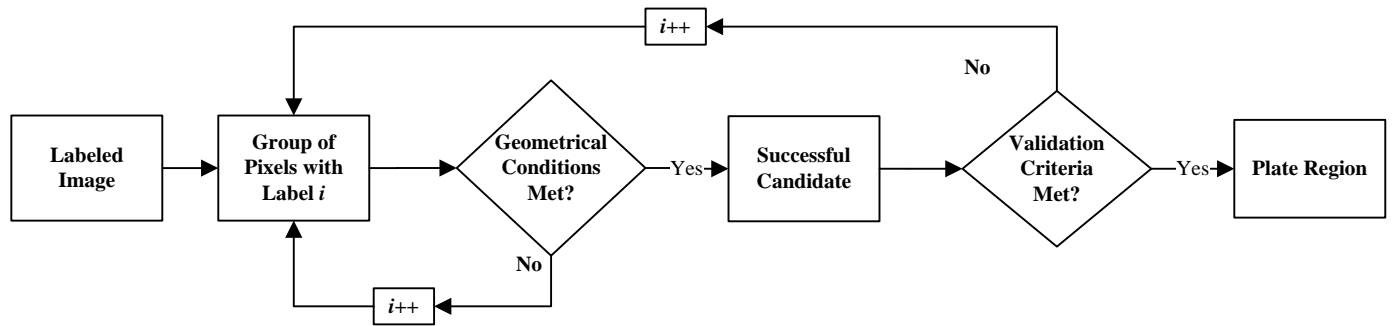 i++
No
Labeled
Image
Group of
Pixels with
Label i
Geometrical
Conditions
Met?
Yes
Successful
Candidate
Validation
Criteria
Met?
Yes
Plate Region
No
i++